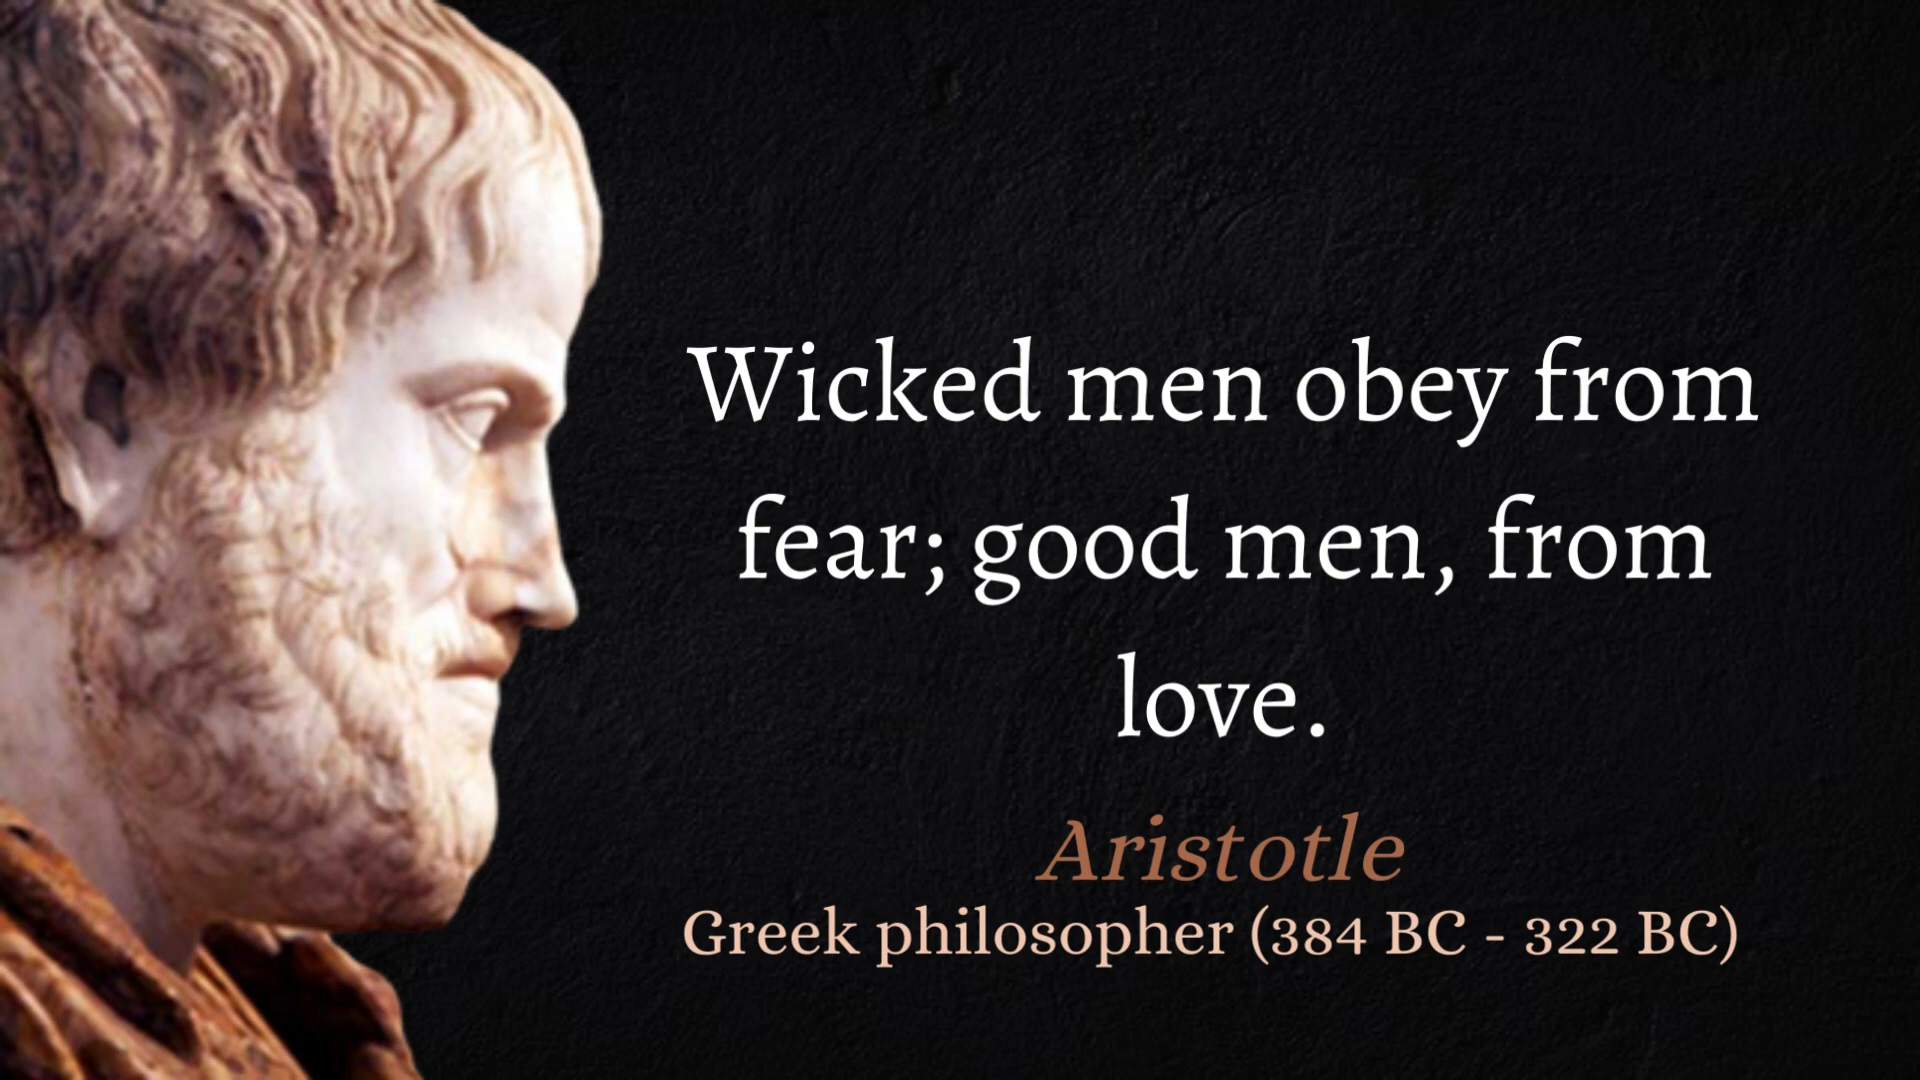 Wicked men obey from
fear; good men, from
love.
Aristotle
Greek philosopher (384 BC - 322 BC)